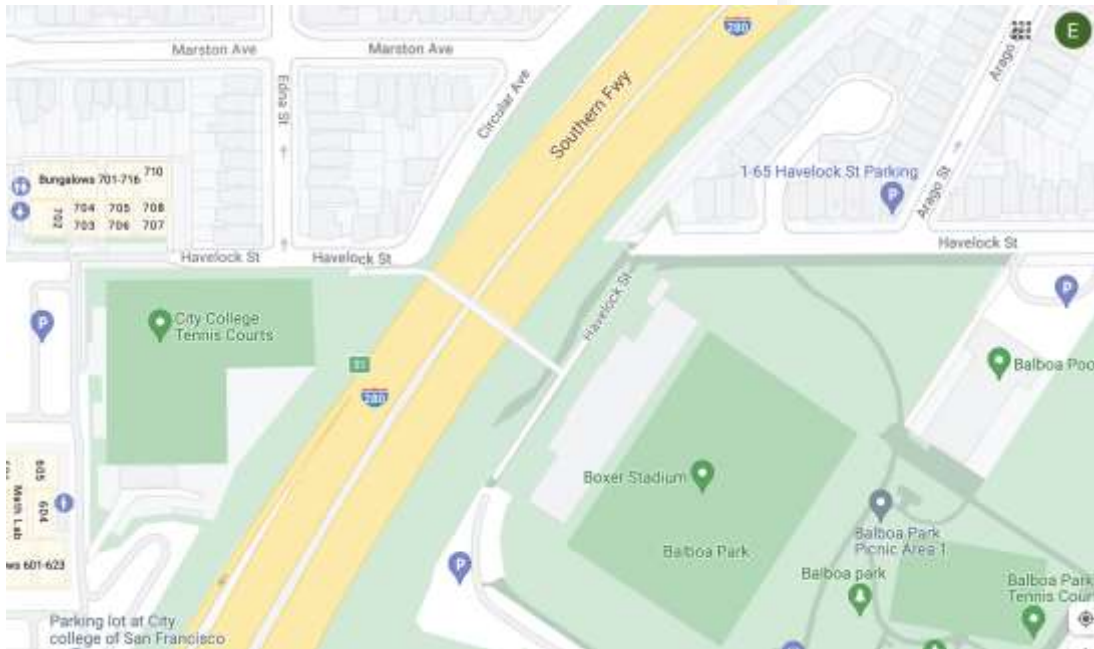 280
E
Marston Ave
Marston Ave
Arago
Edna St
Circular Ave
Southern Fwy
Bungalows 701-716
710
1-65 Havelock St Parking
P
702
704 705 708
703 706 707
Arago St
Havelock St
Havelock St
Havelock St
Havelock St
P
P
City College
Tennis Courts
Balboa Poo
280
605
604
Math Lab
Boxer Stadium
Balboa Park
Picnic Area 1
Balboa Park
P
ws 601-623
Balboa park
Balboa Park
Tennis Cour
Parking lot at City
college of San Francisco